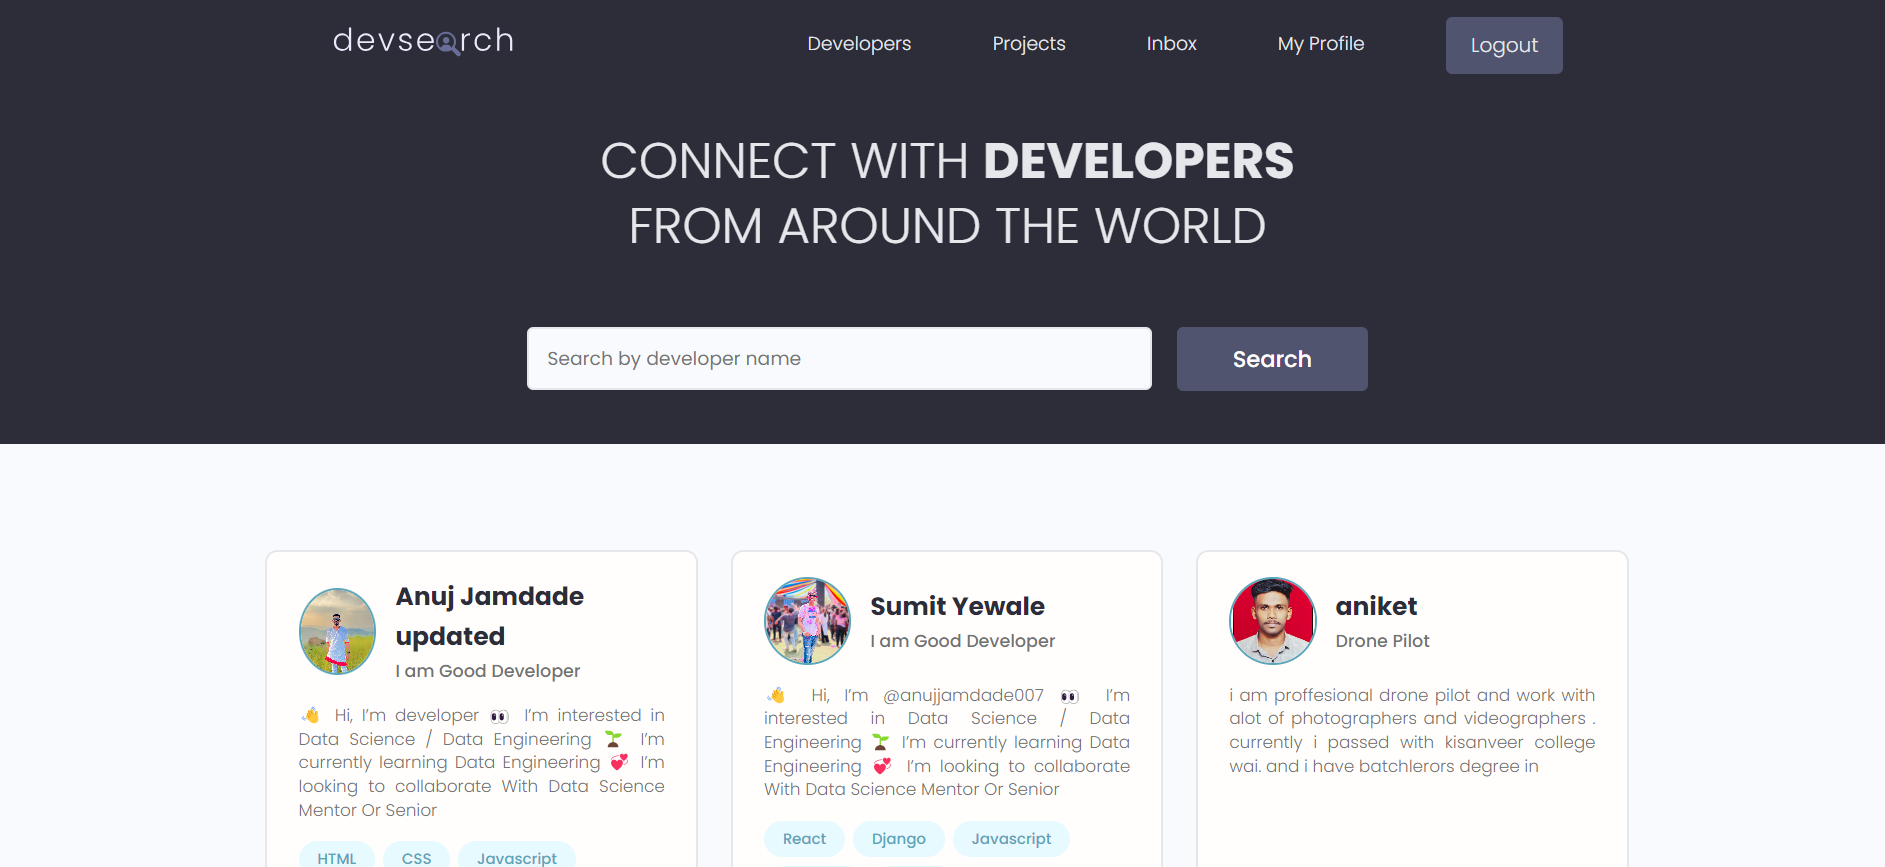 devsearch
Developers
Projects
Inbox
My Profile
Logout
CONNECT WITH DEVELOPERS
FROM AROUND THE WORLD
Search by developer name
Search
Anuj Jamdade
updated
I am Good Developer
👋 Hi, I’m developer 👀 I’m interested in
Data Science / Data Engineering 🌱 I’m
currently learning Data Engineering 💞️ I’m
looking to collaborate With Data Science
Mentor Or Senior
HTML
CSS
Javascript
Sumit Yewale
I am Good Developer
👋 Hi, I’m @anujjamdade007 👀 I’m
interested in Data Science / Data
Engineering 🌱 I’m currently learning Data
Engineering 💞️ I’m looking to collaborate
With Data Science Mentor Or Senior
React
Django
Javascript
aniket
Drone Pilot
i am proffesional drone pilot and work with
alot of photographers and videographers .
currently i passed with kisanveer college
wai. and i have batchlerors degree in